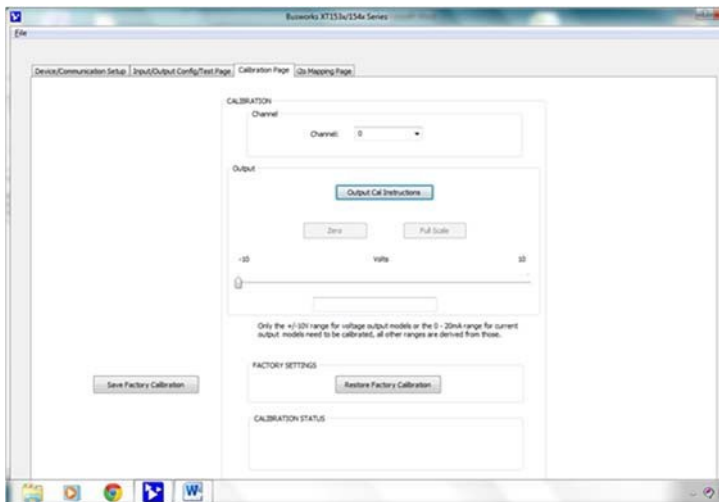 Busworks XT153x/154x Series
File
Device/Communication Setup
Input/Output Config/Test Page
Calibration Page
i2o Mapping Page
CALIBRATION
Channel
Channel:
0
Output
Output Cal Instructions
Zero
Full Scale
-10
Volts
10
Only the +/-10V range for voltage output models or the 0 - 20mA range for current
output models need to be calibrated, all other ranges are derived from those.
FACTORY SETTINGS
Save Factory Calibration
Restore Factory Calibration
CALIBRATION STATUS